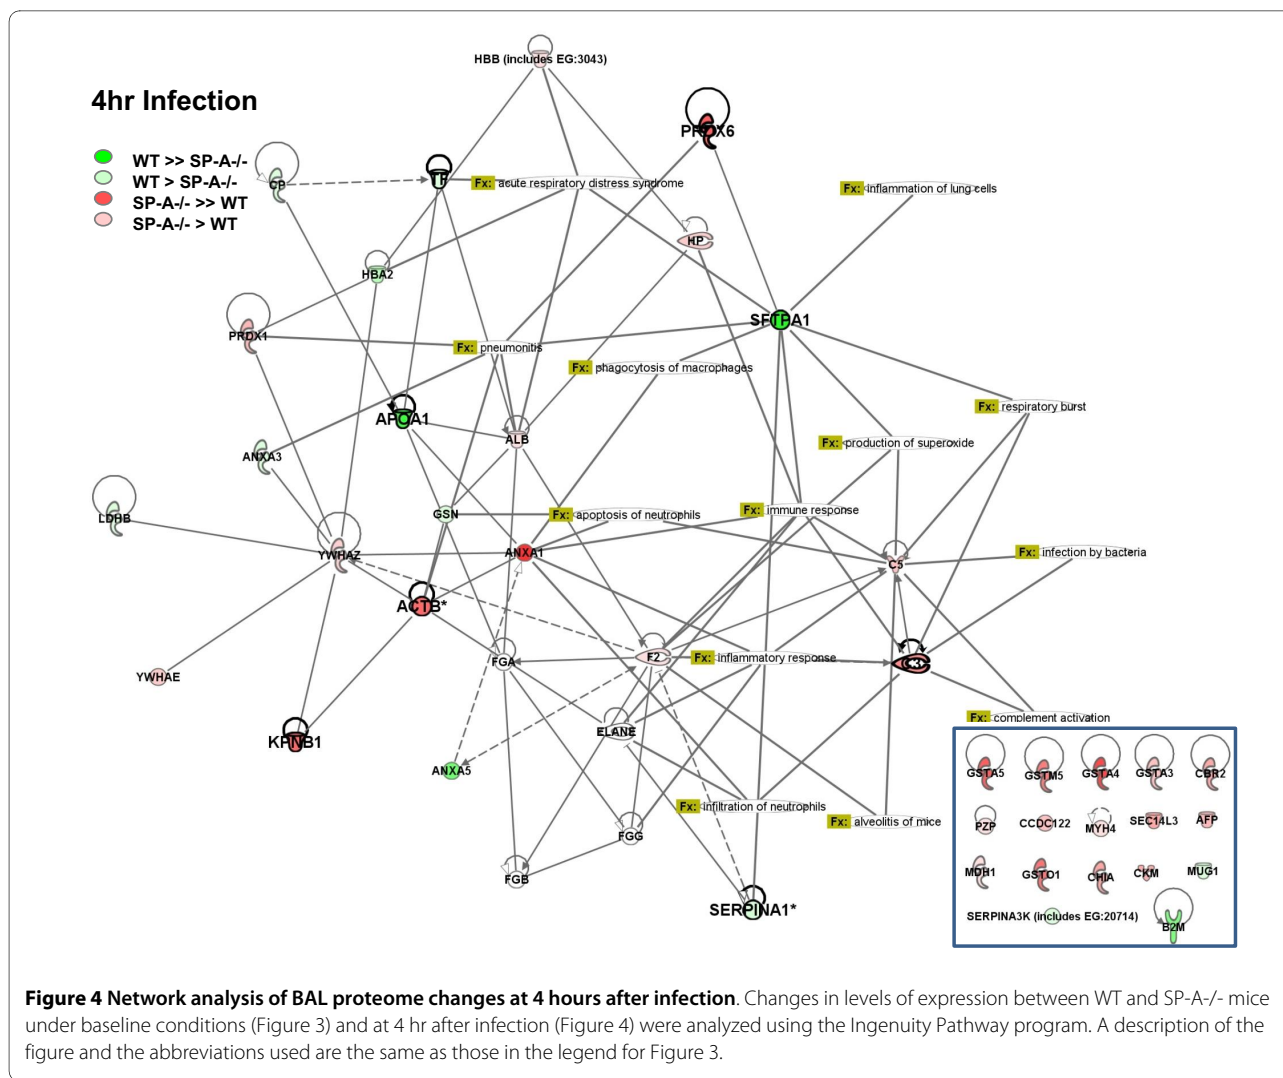 HBB (includes EG:3043)
4hr Infection
WT >> SP-A-/-
WT > SP-A-/-
SP-A-/- >> WT
SP-A-/- > WT
PRDX6
CP
TF
Fx: acute respiratory distress syndrome
Fx: inflammation of lung cells
HP
HBA2
SFTPA1
PRDX1
Fx: pneumonitis
Fx: phagocytosis of macrophages
Fx: respiratory burst
APOA1
ALB
Fx: production of superoxide
ANXA3
LDHB
GSN
Fx: apoptosis of neutrophils
Fx: immune response
YWHAZ
ANXA1
C5
Fx: infection by bacteria
ACTB*
FGA
F2
Fx: inflammatory response
C3
YWHAE
KPNB1
ELANE
Fx: complement activation
ANXA5
Fx: infiltration of neutrophils
Fx: alveolitis of mice
FGG
FGB
SERPINA1*
GSTA5 GSTM5 GSTA4 GSTA3 CBR2
PZP CCDC122 MYH4 SEC14L3 AFP
MDH1 GSTO1 CHIA CKM MUG1
SERPINA3K (includes EG:20714)
B2M
Figure 4 Network analysis of BAL proteome changes at 4 hours after infection. Changes in levels of expression between WT and SP-A-/- mice
under baseline conditions (Figure 3) and at 4 hr after infection (Figure 4) were analyzed using the Ingenuity Pathway program. A description of the
figure and the abbreviations used are the same as those in the legend for Figure 3.